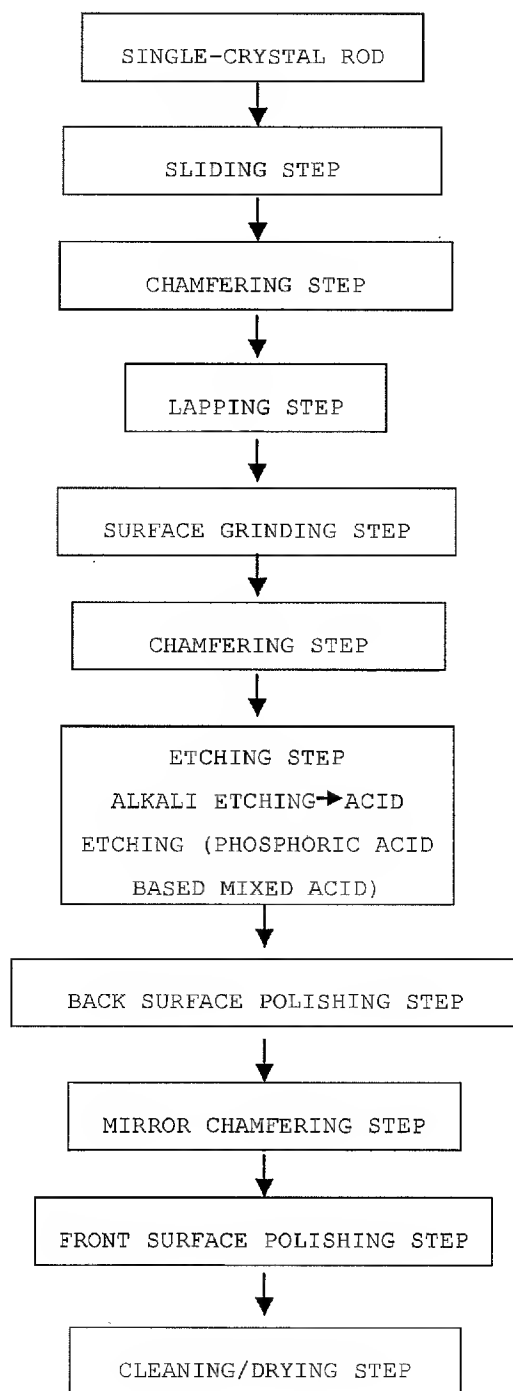 SINGLE-CRYSTAL ROD
SLIDING STEP
CHAMFERING STEP
LAPPING STEP
SURFACE GRINDING STEP
CHAMFERING STEP
ETCHING STEP
ALKALI ETCHING→ACID
ETCHING (PHOSPHORIC ACID
BASED MIXED ACID)
BACK SURFACE POLISHING STEP
MIRROR CHAMFERING STEP
FRONT SURFACE POLISHING STEP
CLEANING/DRYING STEP